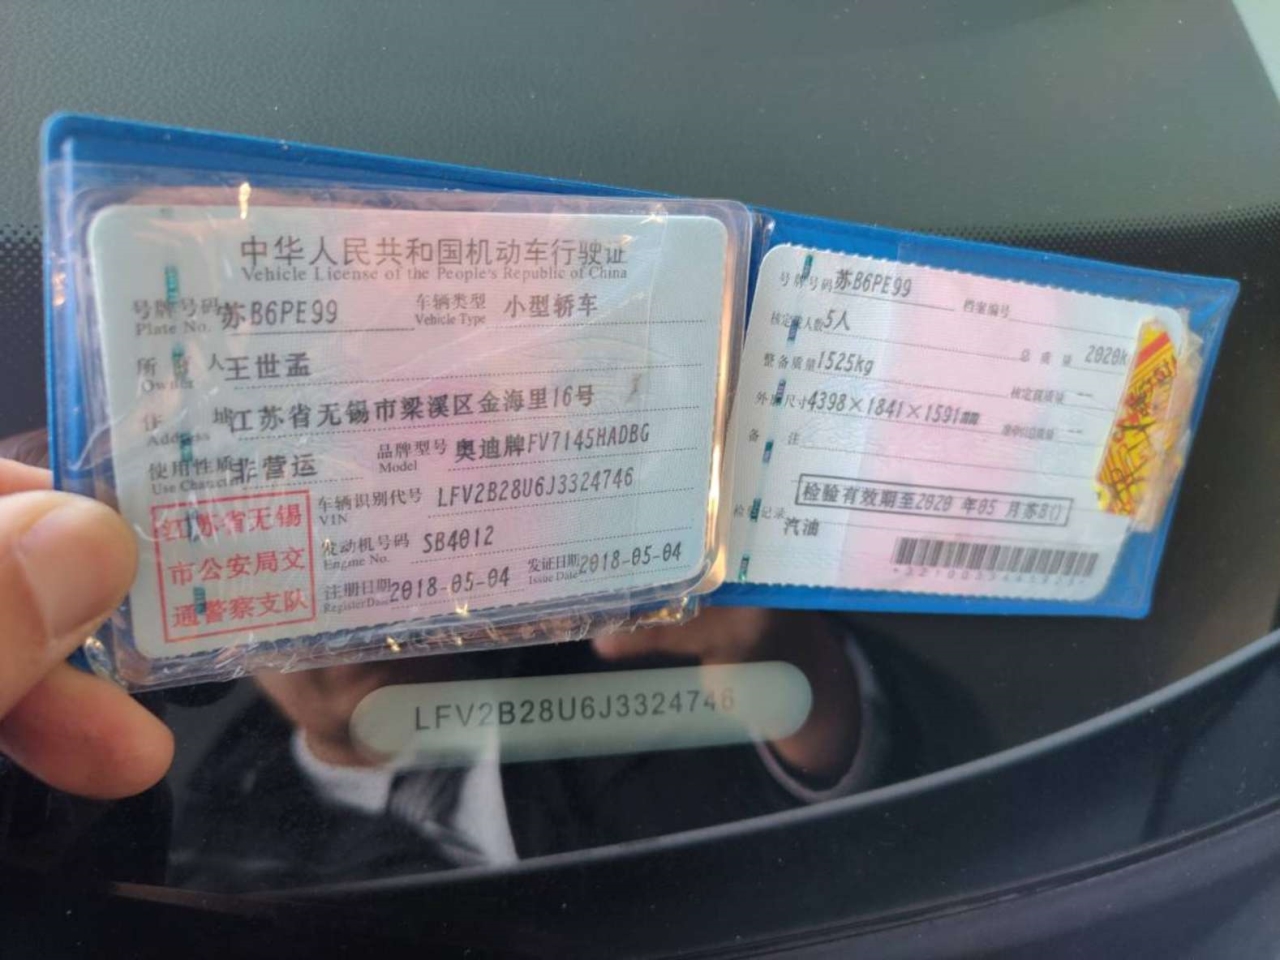 中华人民共和国机动车行驶证
Vehicle License of the People's Republic of China
号牌号码 苏B6PE99 车辆类型 小型轿车
Plate No. Vehicle Type
所有人 王世孟
Owner
住址 江苏省无锡市梁溪区金海里16号
Address
使用性质 非营运 品牌型号 奥迪牌FV7145HADBG
Use Character Model
江苏省无锡
市公安局交
通警察支队
车辆识别代号 LFV2B28U6J3324746
VIN
发动机号码 SB4012
Engine No.
注册日期 2018-05-04 发证日期 2018-05-04
Register Date Issue Date
号牌号码 苏B6PE99 档案编号
核定载人数 5人 总质量 2020k
整备质量 1525kg 核定载质量 --
外廓尺寸 4398×1841×1591 --
备注
检验有效期至2020 年05 月苏B()
检验记录
汽油
LFV2B28U6J3324746